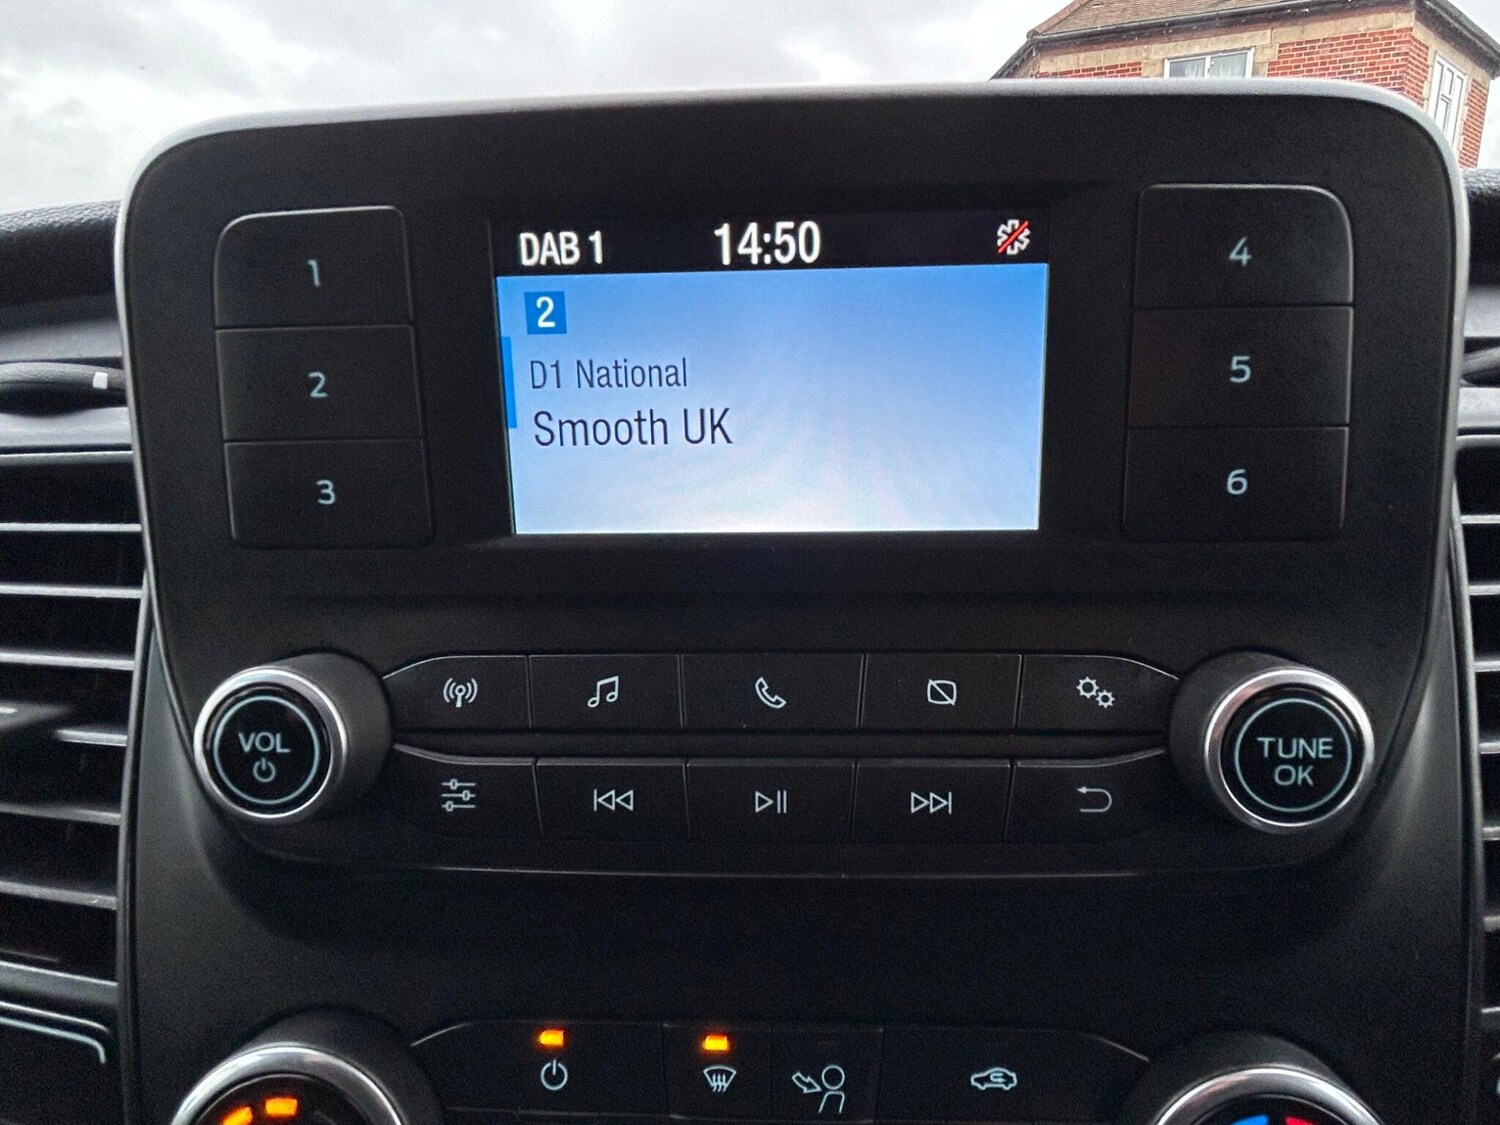 DAB 1 14:50
2
D1 National
Smooth UK
1
2
3
4
5
6
VOL
TUNE
OK